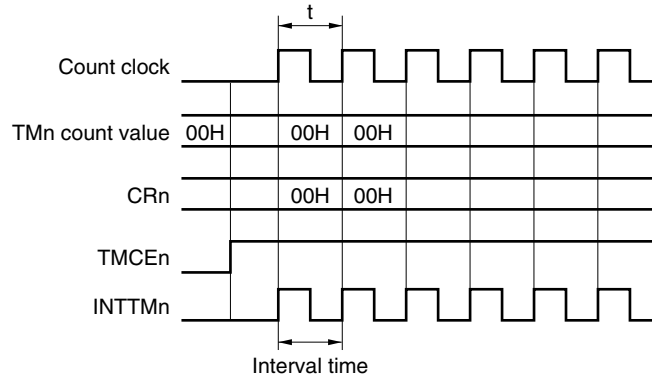 t
Count clock
TMn count value 00H 00H 00H
CRn 00H 00H
TMCEn
INTTMn
Interval time